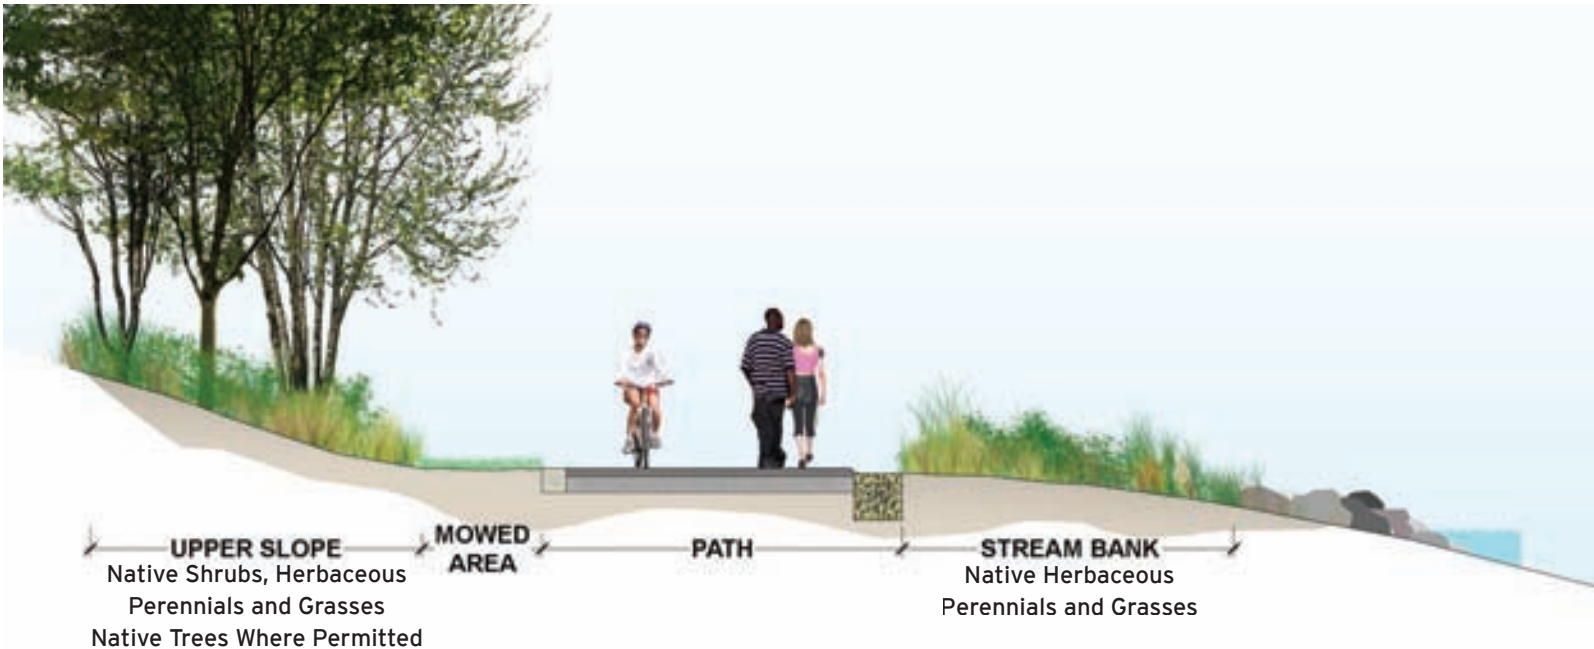 UPPER SLOPE
Native Shrubs, Herbaceous
Perennials and Grasses
Native Trees Where Permitted
MOWED
AREA
PATH
STREAM BANK
Native Herbaceous
Perennials and Grasses